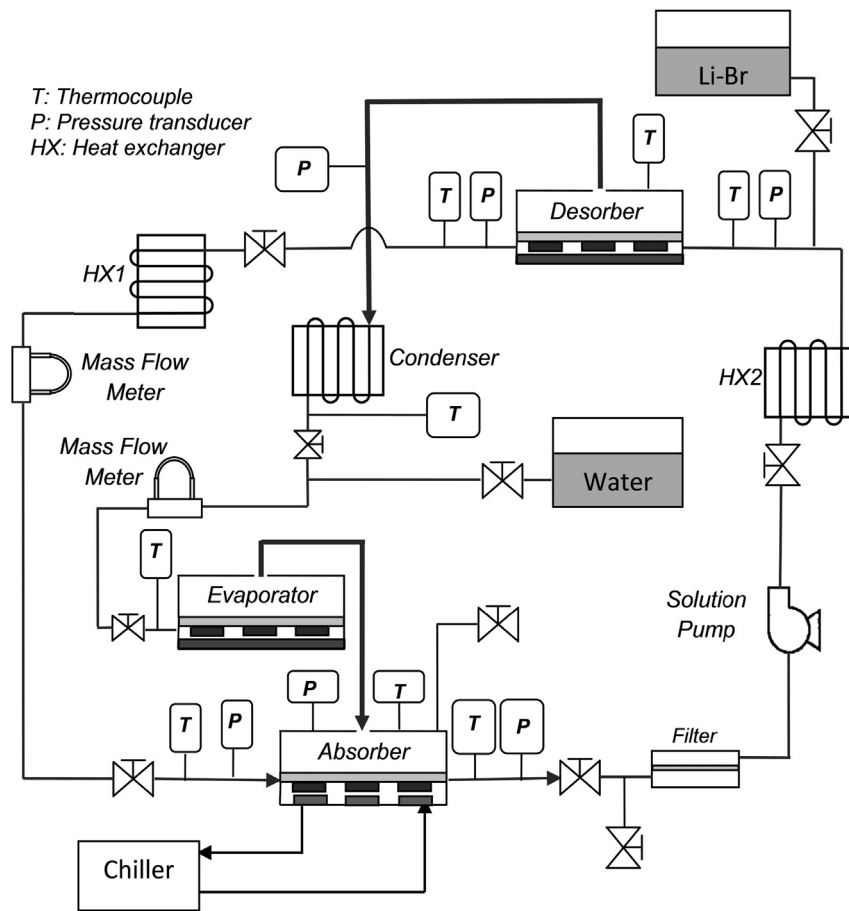 Li-Br
T: Thermocouple
P: Pressure transducer
HX: Heat exchanger
T
P
T
P
T
P
Desorber
HX1
Condenser
HX2
Mass Flow
Meter
T
Mass Flow
Meter
Water
T
Evaporator
Solution
Pump
P
T
T
P
T
P
Absorber
Filter
Chiller